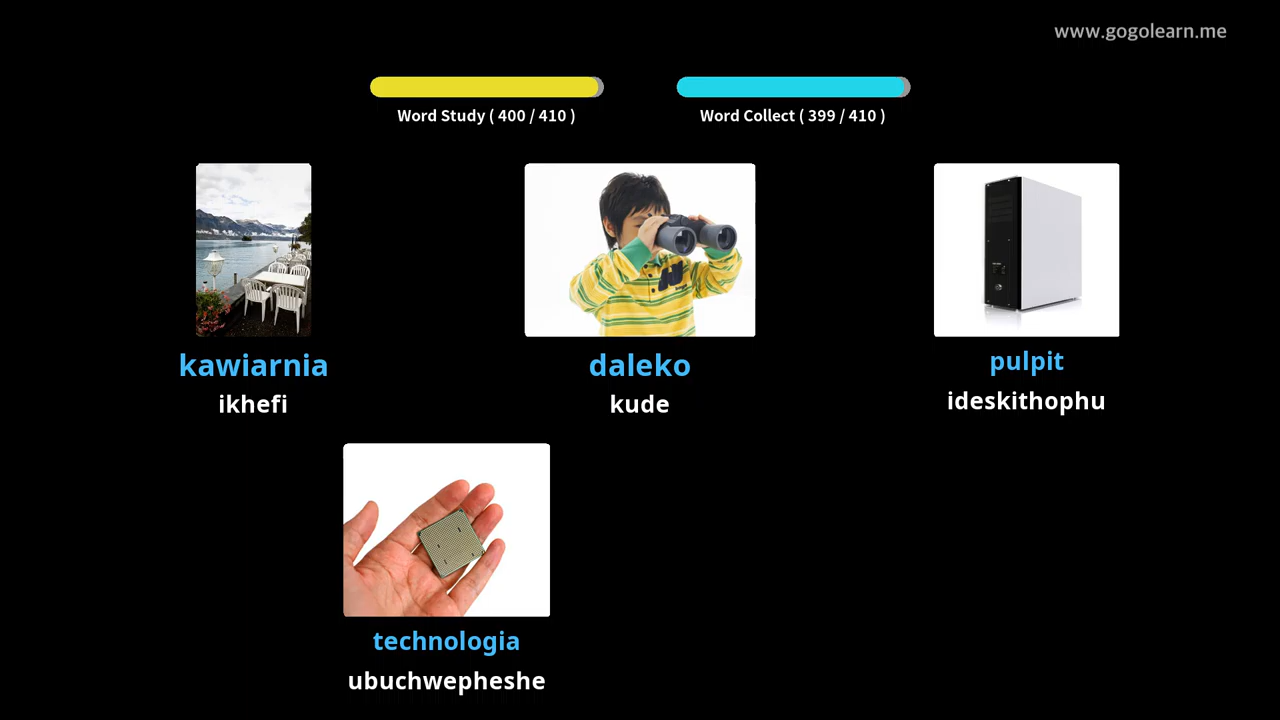 www.gogolearn.me
Word Study ( 400 / 410 )
Word Collect ( 399 / 410 )
kawiarnia
ikhefi
daleko
kude
pulpit
ideskithophu
technologia
ubuchwepheshe